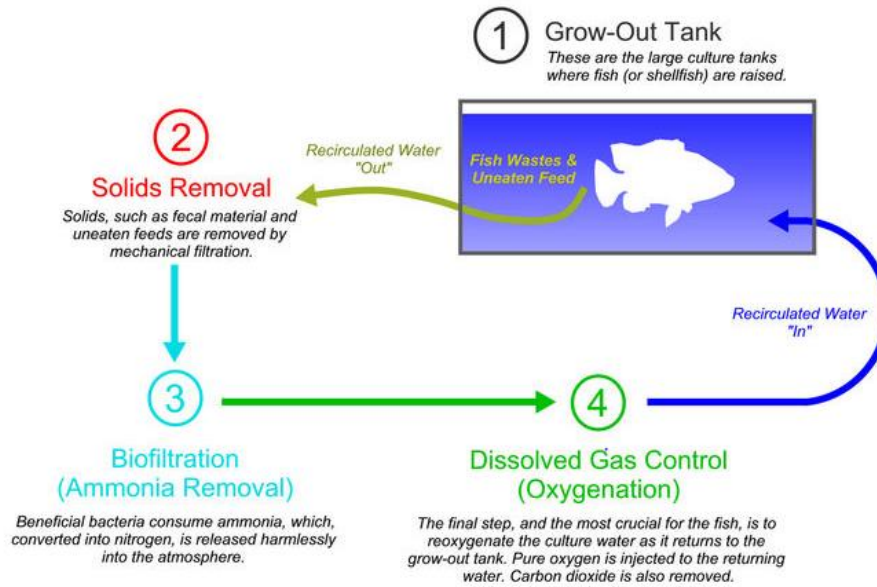 1 Grow-Out Tank
These are the large culture tanks
where fish (or shellfish) are raised.
Fish Wastes &
Uneaten Feed
Recirculated Water
"Out"
2
Solids Removal
Solids, such as fecal material and
uneaten feeds are removed by
mechanical filtration.
Recirculated Water
"In"
3
Biofiltration
(Ammonia Removal)
Beneficial bacteria consume ammonia, which,
converted into nitrogen, is released harmlessly
into the atmosphere.
4
Dissolved Gas Control
(Oxygenation)
The final step, and the most crucial for the fish, is to
reoxygenate the culture water as it returns to the
grow-out tank. Pure oxygen is injected to the returning
water. Carbon dioxide is also removed.